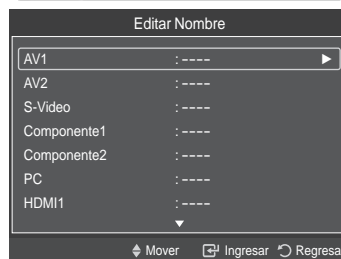 Editar Nombre
AV1 : ----
AV2 : ----
S-Video : ----
Componente1 : ----
Componente2 : ----
PC : ----
HDMI1 : ----
Mover Ingresar Regresa